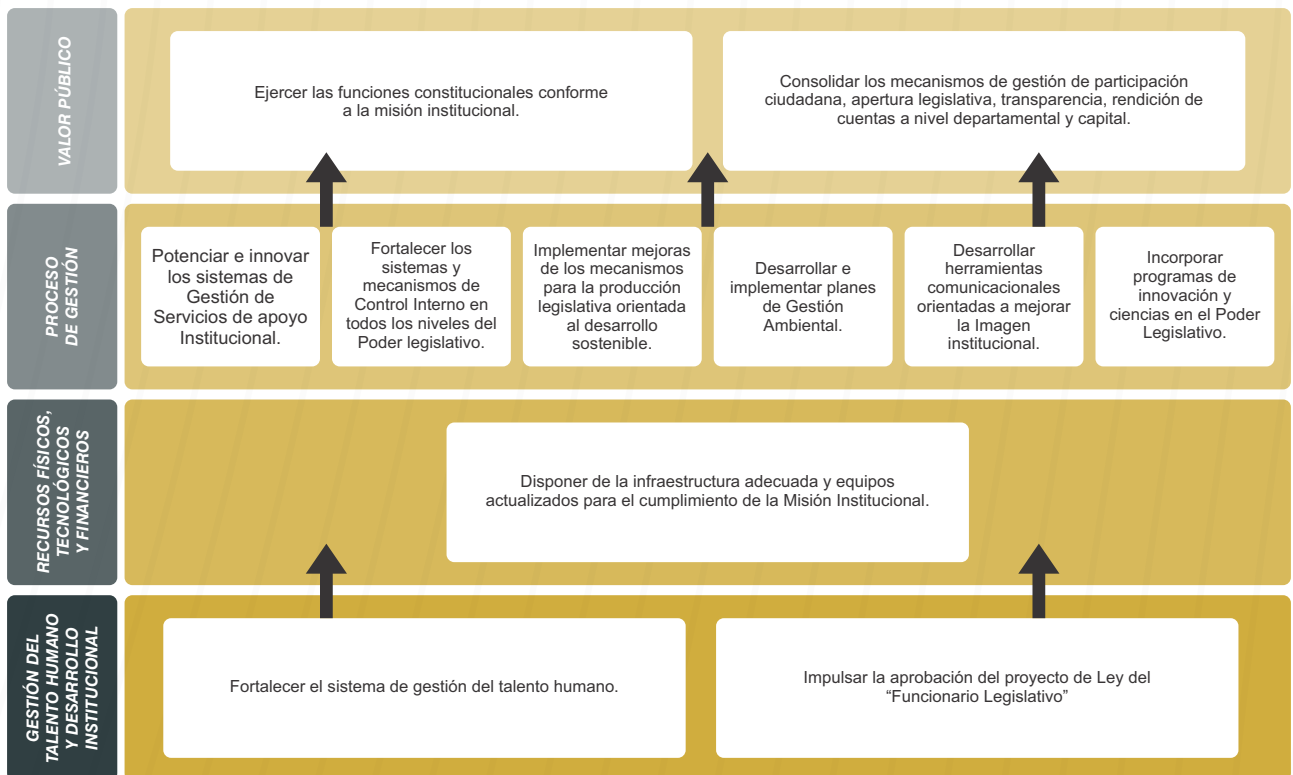 VALOR PÚBLICO
Ejercer las funciones constitucionales conforme
a la misión institucional.
Consolidar los mecanismos de gestión de participación
ciudadana, apertura legislativa, transparencia, rendición de
cuentas a nivel departamental y capital.
PROCESO
DE GESTIÓN
Potenciar e innovar
los sistemas de
Gestión de
Servicios de apoyo
Institucional.
Fortalecer los
sistemas y
mecanismos de
Control Interno en
todos los niveles del
Poder legislativo.
Implementar mejoras
de los mecanismos
para la producción
legislativa orientada
al desarrollo
sostenible.
Desarrollar e
implementar planes
de Gestión
Ambiental.
Desarrollar
herramientas
comunicacionales
orientadas a mejorar
la Imagen
institucional.
Incorporar
programas de
innovación y
ciencias en el Poder
Legislativo.
RECURSOS FÍSICOS,
TECNOLÓGICOS
Y FINANCIEROS
Disponer de la infraestructura adecuada y equipos
actualizados para el cumplimiento de la Misión Institucional.
GESTIÓN DEL
TALENTO HUMANO
Y DESARROLLO
INSTITUCIONAL
Fortalecer el sistema de gestión del talento humano.
Impulsar la aprobación del proyecto de Ley del
“Funcionario Legislativo”